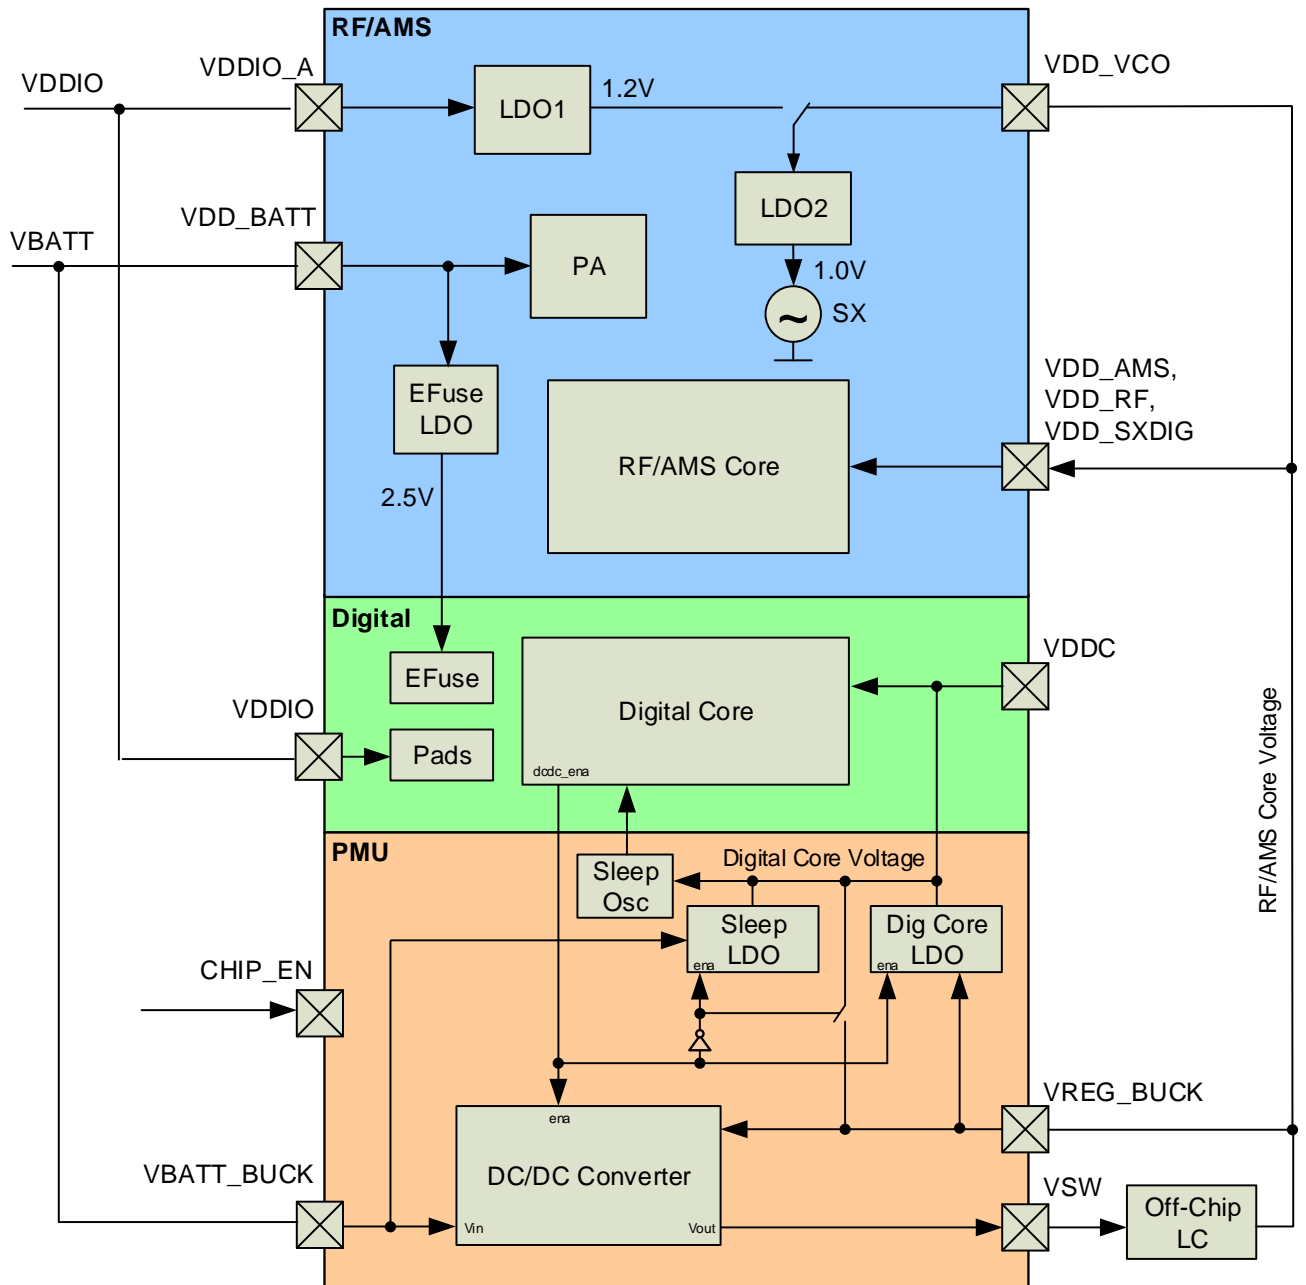 RF/AMS
VDDIO
VDDIO_A
LDO1
1.2V
VDD_VCO
VBATT
VDD_BATT
PA
LDO2
1.0V
~
SX
EFuse
LDO
2.5V
RF/AMS Core
VDD_AMS,
VDD_RF,
VDD_SXDIG
Digital
EFuse
Digital Core
dcdc_ena
VDDC
VDDIO
Pads
RF/AMS Core Voltage
PMU
Digital Core Voltage
Sleep
Osc
Sleep
LDO
ena
Dig Core
LDO
ena
CHIP_EN
ena
DC/DC Converter
Vin
Vout
VREG_BUCK
VBATT_BUCK
VSW
Off-Chip
LC